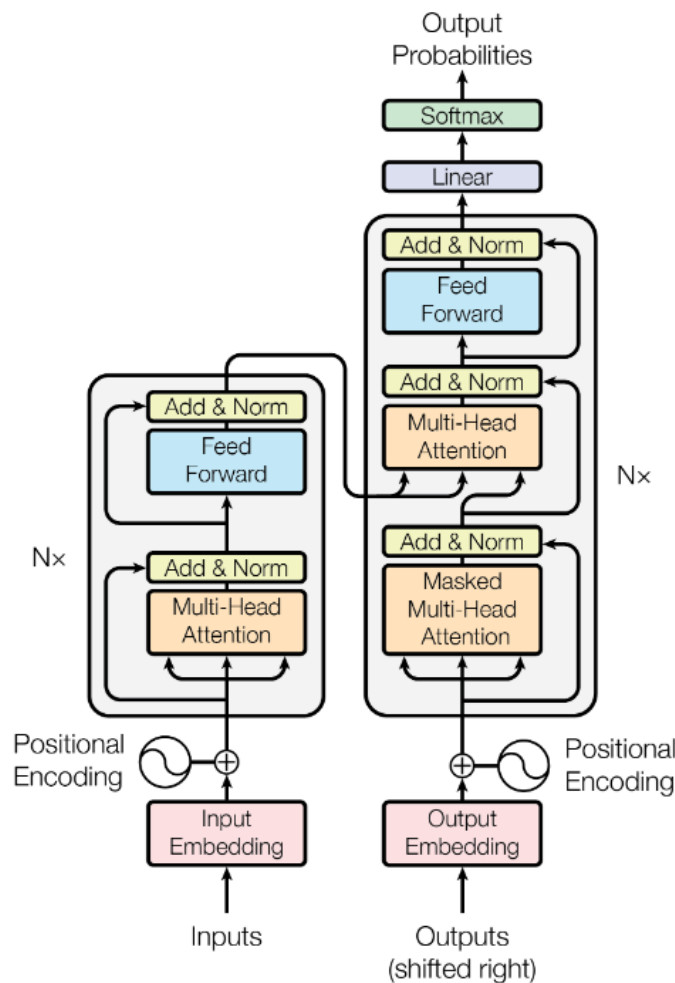 Output
Probabilities
Softmax
Linear
Add & Norm
Feed
Forward
Add & Norm
Multi-Head
Attention
Add & Norm
Masked
Multi-Head
Attention
N×
Add & Norm
Feed
Forward
Add & Norm
Multi-Head
Attention
N×
Positional
Encoding
Positional
Encoding
Input
Embedding
Output
Embedding
Inputs
Outputs
(shifted right)